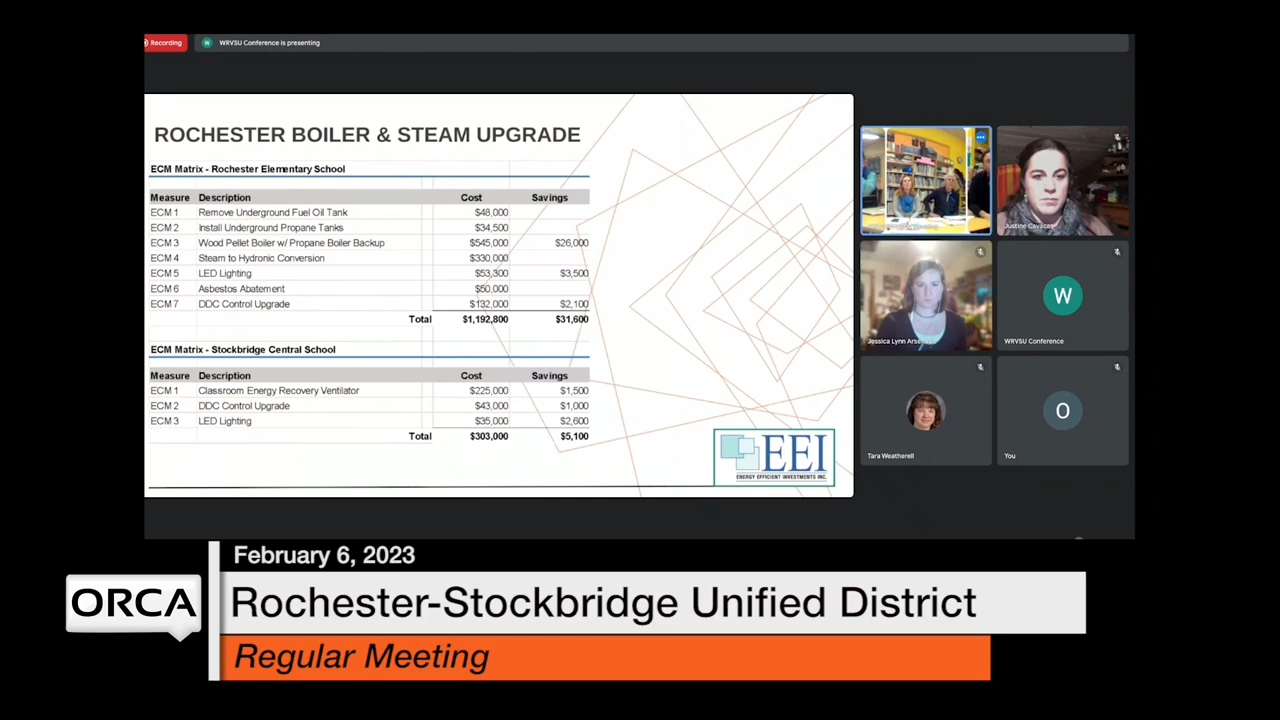 Recording
W WRVSU Conference is presenting
ROCHESTER BOILER & STEAM UPGRADE
ECM Matrix - Rochester Elementary School
Measure Description Cost Savings
ECM 1 Remove Underground Fuel Oil Tank $48,000
ECM 2 Install Underground Propane Tanks $34,500
ECM 3 Wood Pellet Boiler w/ Propane Boiler Backup $545,000 $26,000
ECM 4 Steam to Hydronic Conversion $330,000
ECM 5 LED Lighting $53,300 $3,500
ECM 6 Asbestos Abatement $50,000
ECM 7 DDC Control Upgrade $132,000 $2,100
Total $1,192,800 $31,600
ECM Matrix - Stockbridge Central School
Measure Description Cost Savings
ECM 1 Classroom Energy Recovery Ventilator $225,000 $1,500
ECM 2 DDC Control Upgrade $43,000 $1,000
ECM 3 LED Lighting $35,000 $2,600
Total $303,000 $5,100
EEI
ENERGY EFFICIENT INVESTMENTS INC.
Justine Cavacas
Jessica Lynn
W
WRVSU Conference
Tara Weatherell
O
You
February 6, 2023
ORCA
Rochester-Stockbridge Unified District
Regular Meeting